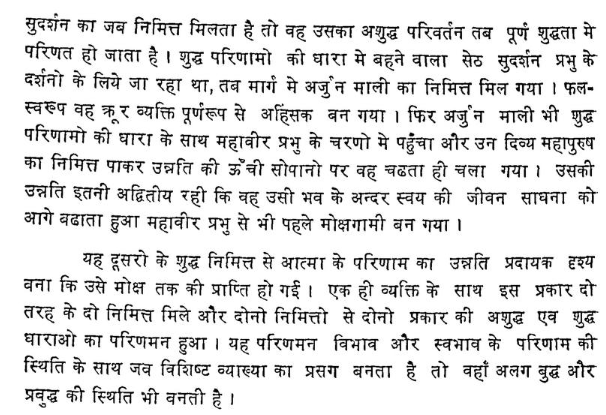 सुदर्शन का जब निमित्त मिलता है तो वह उसका अशुद्ध परिवर्तन तब पूर्ण शुद्धता मे
परिणत हो जाता है । शुद्ध परिणामो की धारा मे बहने वाला सेठ सुदर्शन प्रभु के
दर्शनो के लिये जा रहा था, तब मार्ग मे अर्जुन माली का निमित्त मिल गया । फल-
स्वरूप वह क्रूर व्यक्ति पूर्णरूप से अहिंसक बन गया । फिर अर्जुन माली भी शुद्ध
परिणामो की धारा के साथ महावीर प्रभु के चरणो मे पहुँचा और उन दिव्य महापुरुष
का निमित्त पाकर उन्नति की ऊँची सोपानो पर वह चढता ही चला गया । उसकी
उन्नति इतनी अद्वितीय रही कि वह उसी भव के अन्दर स्वय की जीवन साधना को
आगे बढाता हुआ महावीर प्रभु से भी पहले मोक्षगामी बन गया ।
यह दूसरो के शुद्ध निमित्त से आत्मा के परिणाम का उन्नति प्रदायक दृश्य
वना कि उसे मोक्ष तक की प्राप्ति हो गई । एक ही व्यक्ति के साथ इस प्रकार दो
तरह के दो निमित्त मिले और दोनो निमित्तो से दोनो प्रकार की अशुद्ध एव शुद्ध
धाराओ का परिणमन हुआ । यह परिणमन विभाव और स्वभाव के परिणाम की
स्थिति के साथ जव विशिष्ट व्याख्या का प्रसग बनता है तो वहाँ अलग बुद्ध और
प्रवुद्ध की स्थिति भी वनती है ।